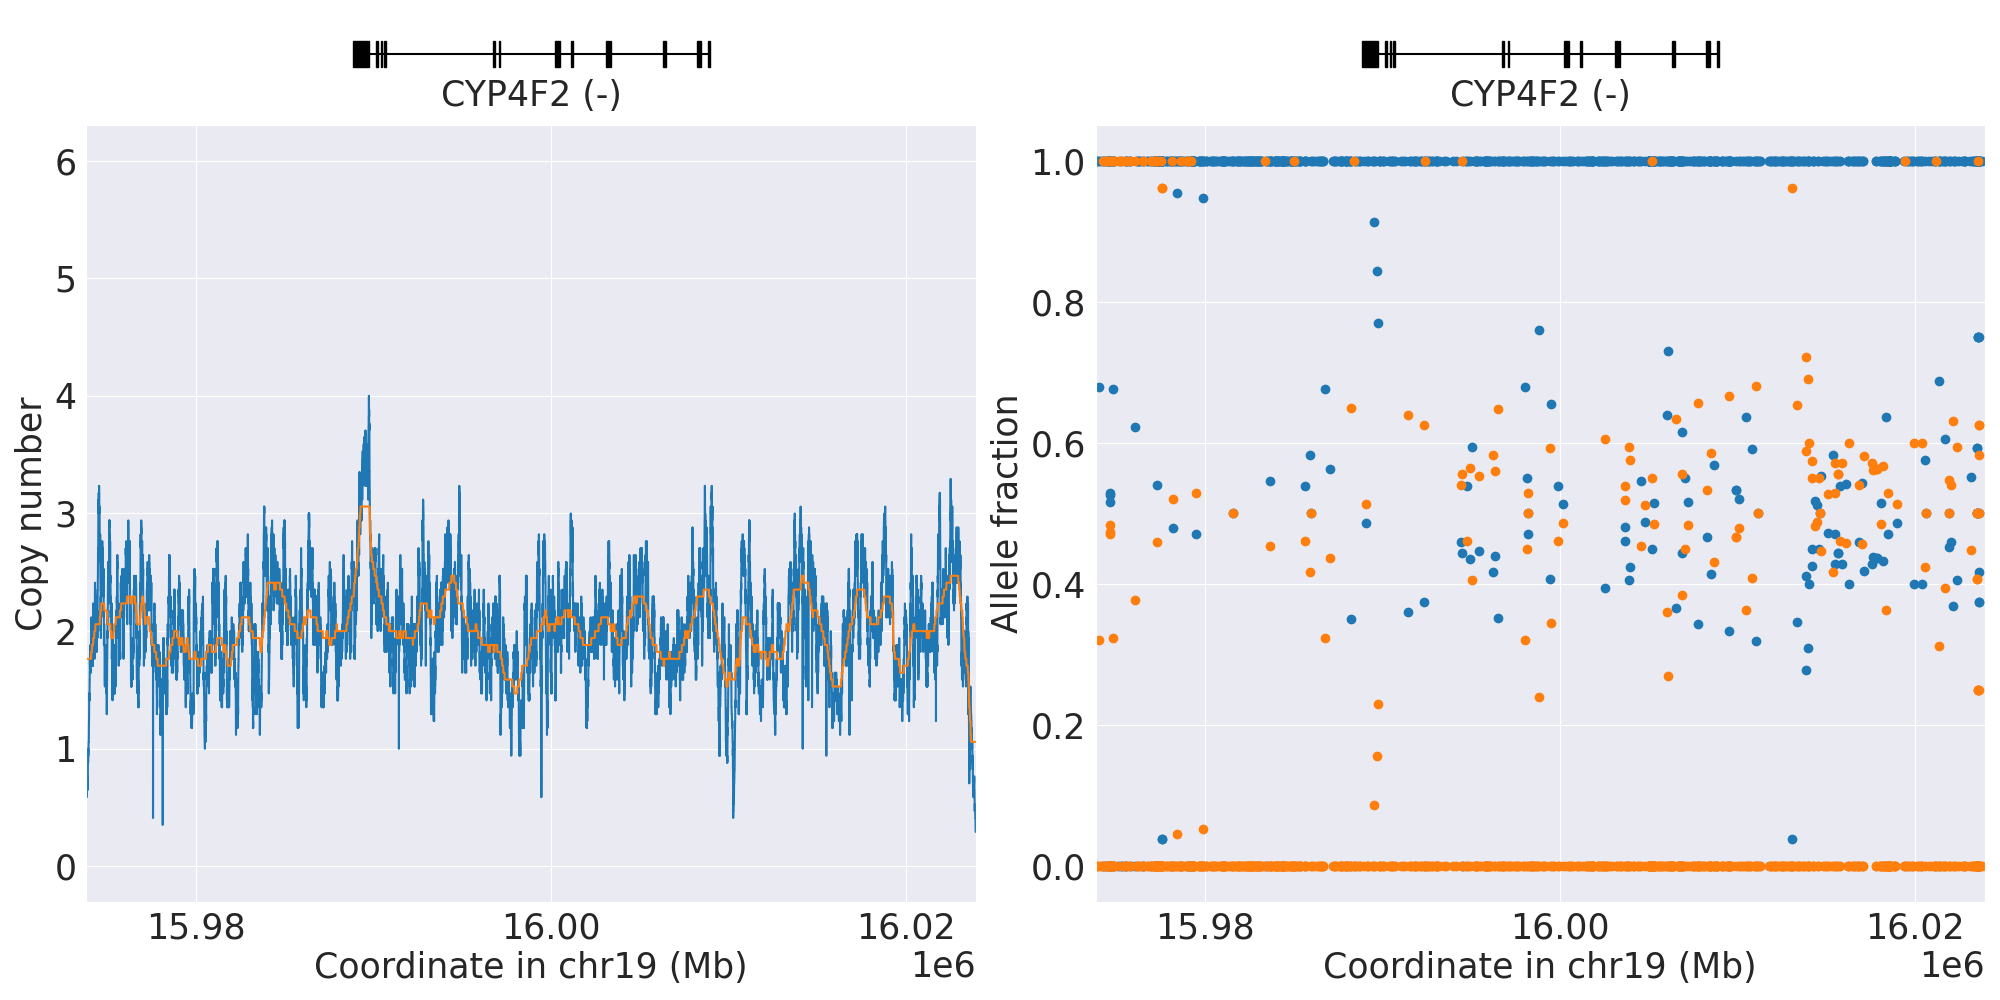 CYP4F2 (-)
6
5
4
3
2
1
0
Copy number
15.98
16.00
16.02
Coordinate in chr19 (Mb)
1e6
CYP4F2 (-)
1.0
0.8
0.6
0.4
0.2
0.0
Allele fraction
15.98
16.00
16.02
Coordinate in chr19 (Mb)
1e6